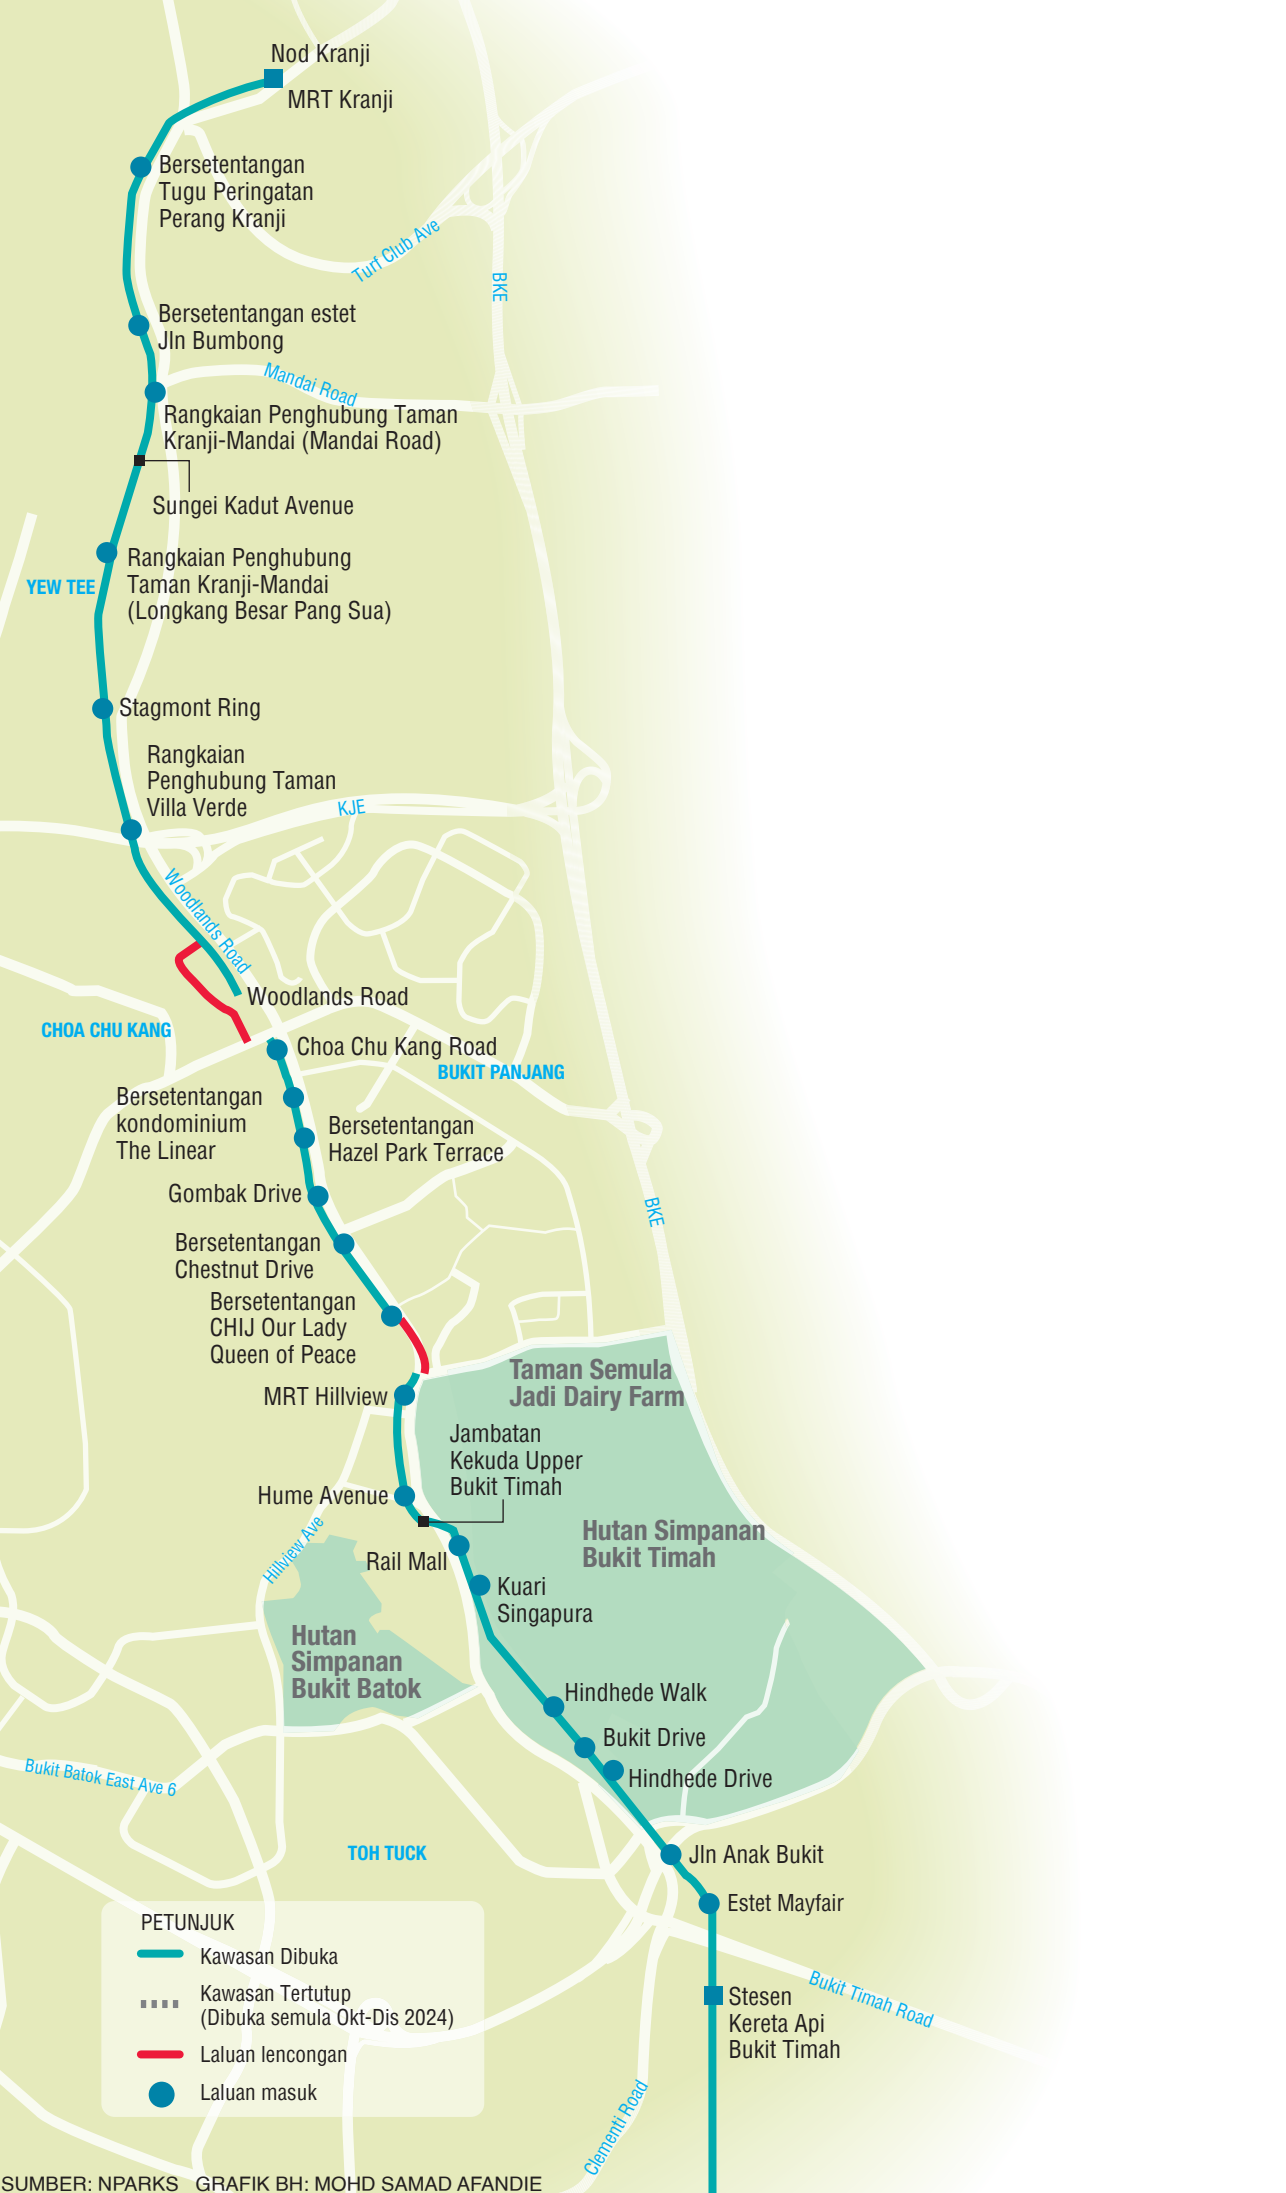 Nod Kranji
MRT Kranji
Bersetentangan
Tugu Peringatan
Perang Kranji
Turf Club Ave
BKE
Bersetentangan estet
Jln Bumbong
Mandai Road
Rangkaian Penghubung Taman
Kranji-Mandai (Mandai Road)
Sungei Kadut Avenue
Rangkaian Penghubung
Taman Kranji-Mandai
(Longkang Besar Pang Sua)
YEW TEE
Stagmont Ring
Rangkaian
Penghubung Taman
Villa Verde
KJE
Woodlands Road
Woodlands Road
CHOA CHU KANG
Choa Chu Kang Road
BUKIT PANJANG
Bersetentangan
kondominium
The Linear
Bersetentangan
Hazel Park Terrace
Gombak Drive
BKE
Bersetentangan
Chestnut Drive
Bersetentangan
CHIJ Our Lady
Queen of Peace
Taman Semula
Jadi Dairy Farm
MRT Hillview
Jambatan
Kekuda Upper
Bukit Timah
Hume Avenue
Hillview Ave
Hutan Simpanan
Bukit Timah
Rail Mall
Kuari
Singapura
Hutan
Simpanan
Bukit Batok
Hindhede Walk
Bukit Drive
Hindhede Drive
Bukit Batok East Ave 6
TOH TUCK
Jln Anak Bukit
Estet Mayfair
PETUNJUK
Kawasan Dibuka
Kawasan Tertutup
(Dibuka semula Okt-Dis 2024)
Laluan lencongan
Laluan masuk
Bukit Timah Road
Stesen
Kereta Api
Bukit Timah
Clementi Road
SUMBER: NPARKS GRAFIK BH: MOHD SAMAD AFANDIE